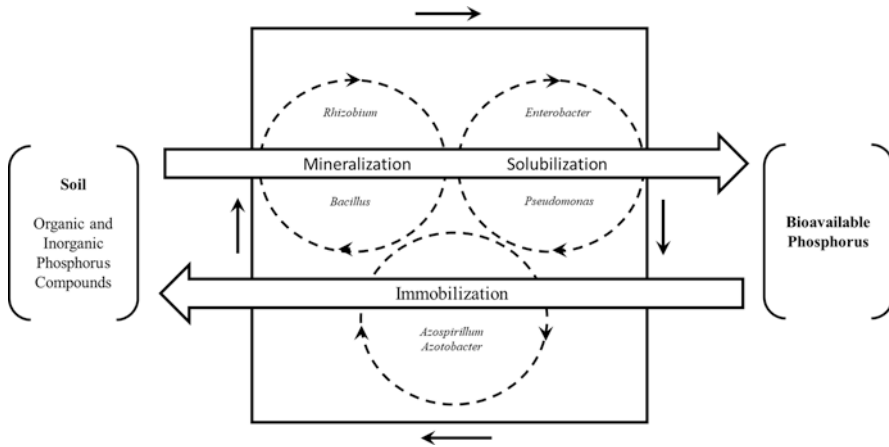 Rhizobium
Enterobacter
Mineralization
Solubilization
Bacillus
Pseudomonas
Soil
Organic and
Inorganic
Phosphorus
Compounds
Bioavailable
Phosphorus
Immobilization
Azospirillum
Azotobacter